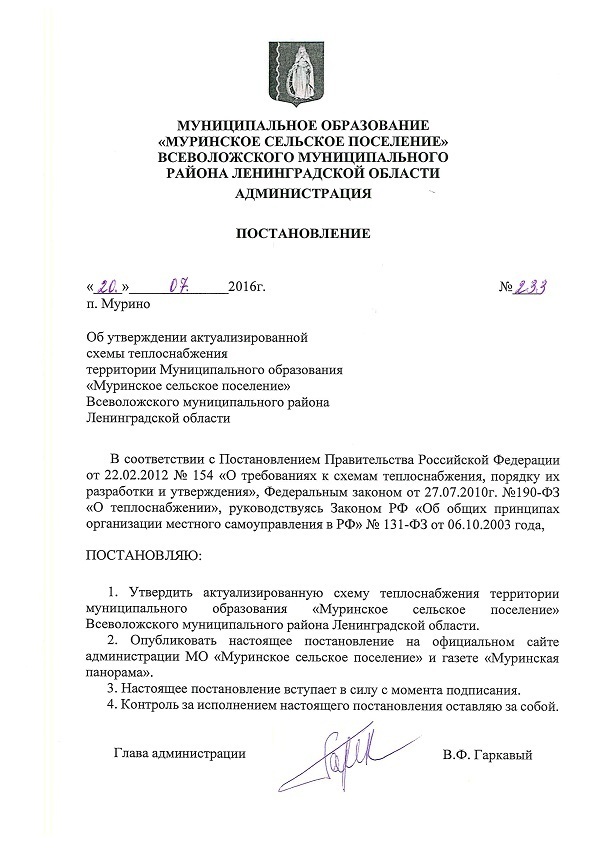 МУНИЦИПАЛЬНОЕ ОБРАЗОВАНИЕ
«МУРИНСКОЕ СЕЛЬСКОЕ ПОСЕЛЕНИЕ»
ВСЕВОЛОЖСКОГО МУНИЦИПАЛЬНОГО
РАЙОНА ЛЕНИНГРАДСКОЙ ОБЛАСТИ
АДМИНИСТРАЦИЯ
ПОСТАНОВЛЕНИЕ
«20.» 07. 2016г. № 233
п. Мурино
Об утверждении актуализированной
схемы теплоснабжения
территории Муниципального образования
«Муринское сельское поселение»
Всеволожского муниципального района
Ленинградской области
В соответствии с Постановлением Правительства Российской Федерации
от 22.02.2012 № 154 «О требованиях к схемам теплоснабжения, порядку их
разработки и утверждения», Федеральным законом от 27.07.2010г. №190-ФЗ
«О теплоснабжении», руководствуясь Законом РФ «Об общих принципах
организации местного самоуправления в РФ» № 131-ФЗ от 06.10.2003 года,
ПОСТАНОВЛЯЮ:
1. Утвердить актуализированную схему теплоснабжения территории
муниципального образования «Муринское сельское поселение»
Всеволожского муниципального района Ленинградской области.
2. Опубликовать настоящее постановление на официальном сайте
администрации МО «Муринское сельское поселение» и газете «Муринская
панорама».
3. Настоящее постановление вступает в силу с момента подписания.
4. Контроль за исполнением настоящего постановления оставляю за собой.
Глава администрации В.Ф. Гаркавый